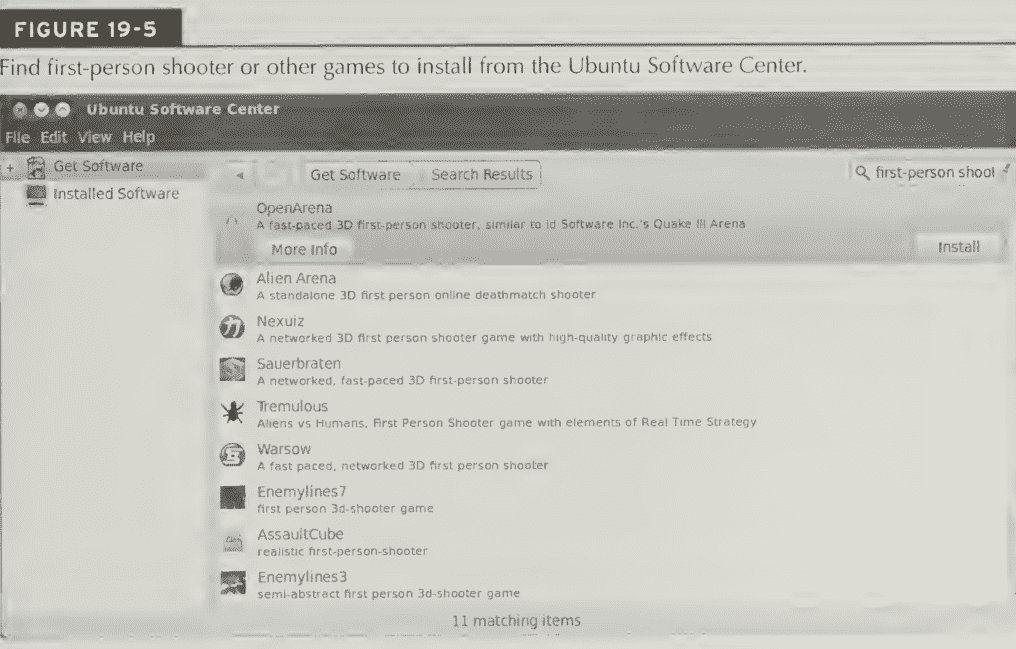 FIGURE 19-5
Find first-person shooter or other games to install from the Ubuntu Software Center.
Ubuntu Software Center
File Edit View Help
Get Software
Installed Software
Get Software Search Results
first-person shoot
OpenArena
A fast-paced 3D first-person shooter, similar to id Software Inc.'s Quake III Arena
More Info
Install
Alien Arena
A standalone 3D first person online deathmatch shooter
Nexuiz
A networked 3D first person shooter game with high-quality graphic effects
Sauerbraten
A networked, fast-paced 3D first-person shooter
Tremulous
Aliens vs Humans, First Person Shooter game with elements of Real Time Strategy
Warsow
A fast paced, networked 3D first person shooter
Enemylines7
first person 3d-shooter game
AssaultCube
realistic first-person-shooter
Enemylines3
semi-abstract first person 3d-shooter game
11 matching items